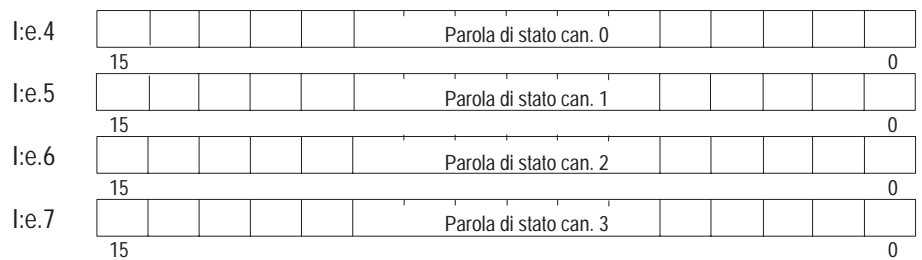 I:e.4 Parola di stato can. 0
15 0
I:e.5 Parola di stato can. 1
15 0
I:e.6 Parola di stato can. 2
15 0
I:e.7 Parola di stato can. 3
15 0